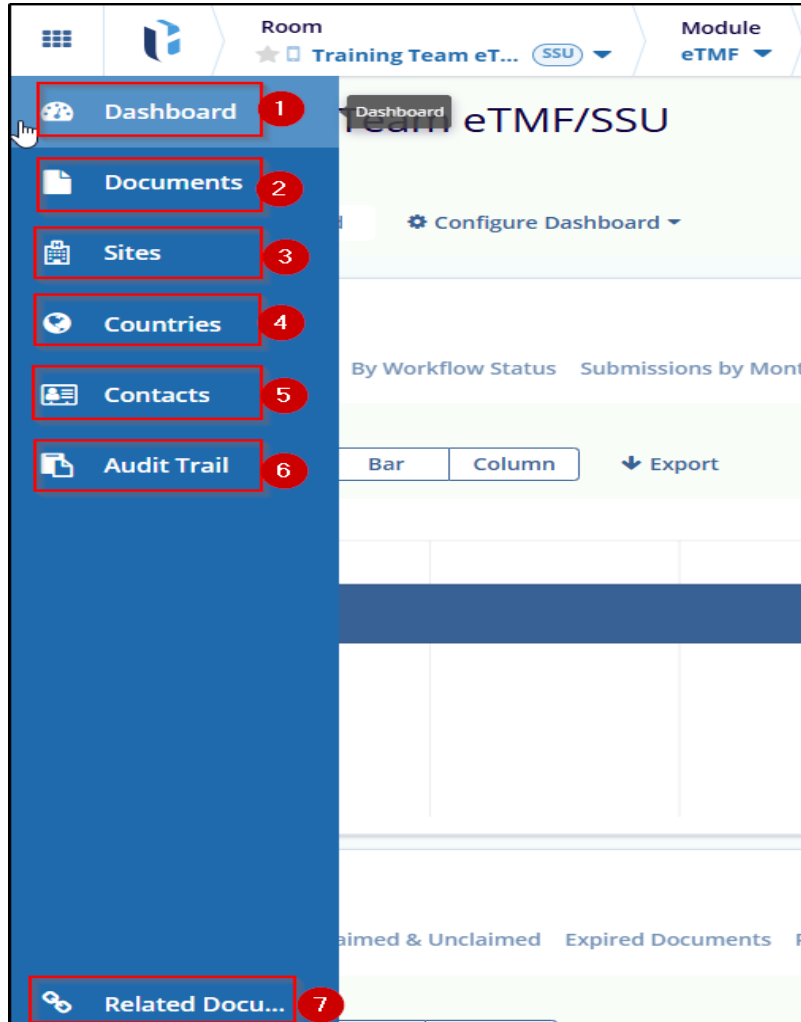 Room
Training Team eT... SSU
Module
eTMF
Dashboard 1
Dashboard
Team eTMF/SSU
Documents 2
Configure Dashboard
Sites 3
Countries 4
By Workflow Status Submissions by Mont
Contacts 5
Audit Trail 6
Bar Column Export
aimed & Unclaimed Expired Documents
Related Docu... 7